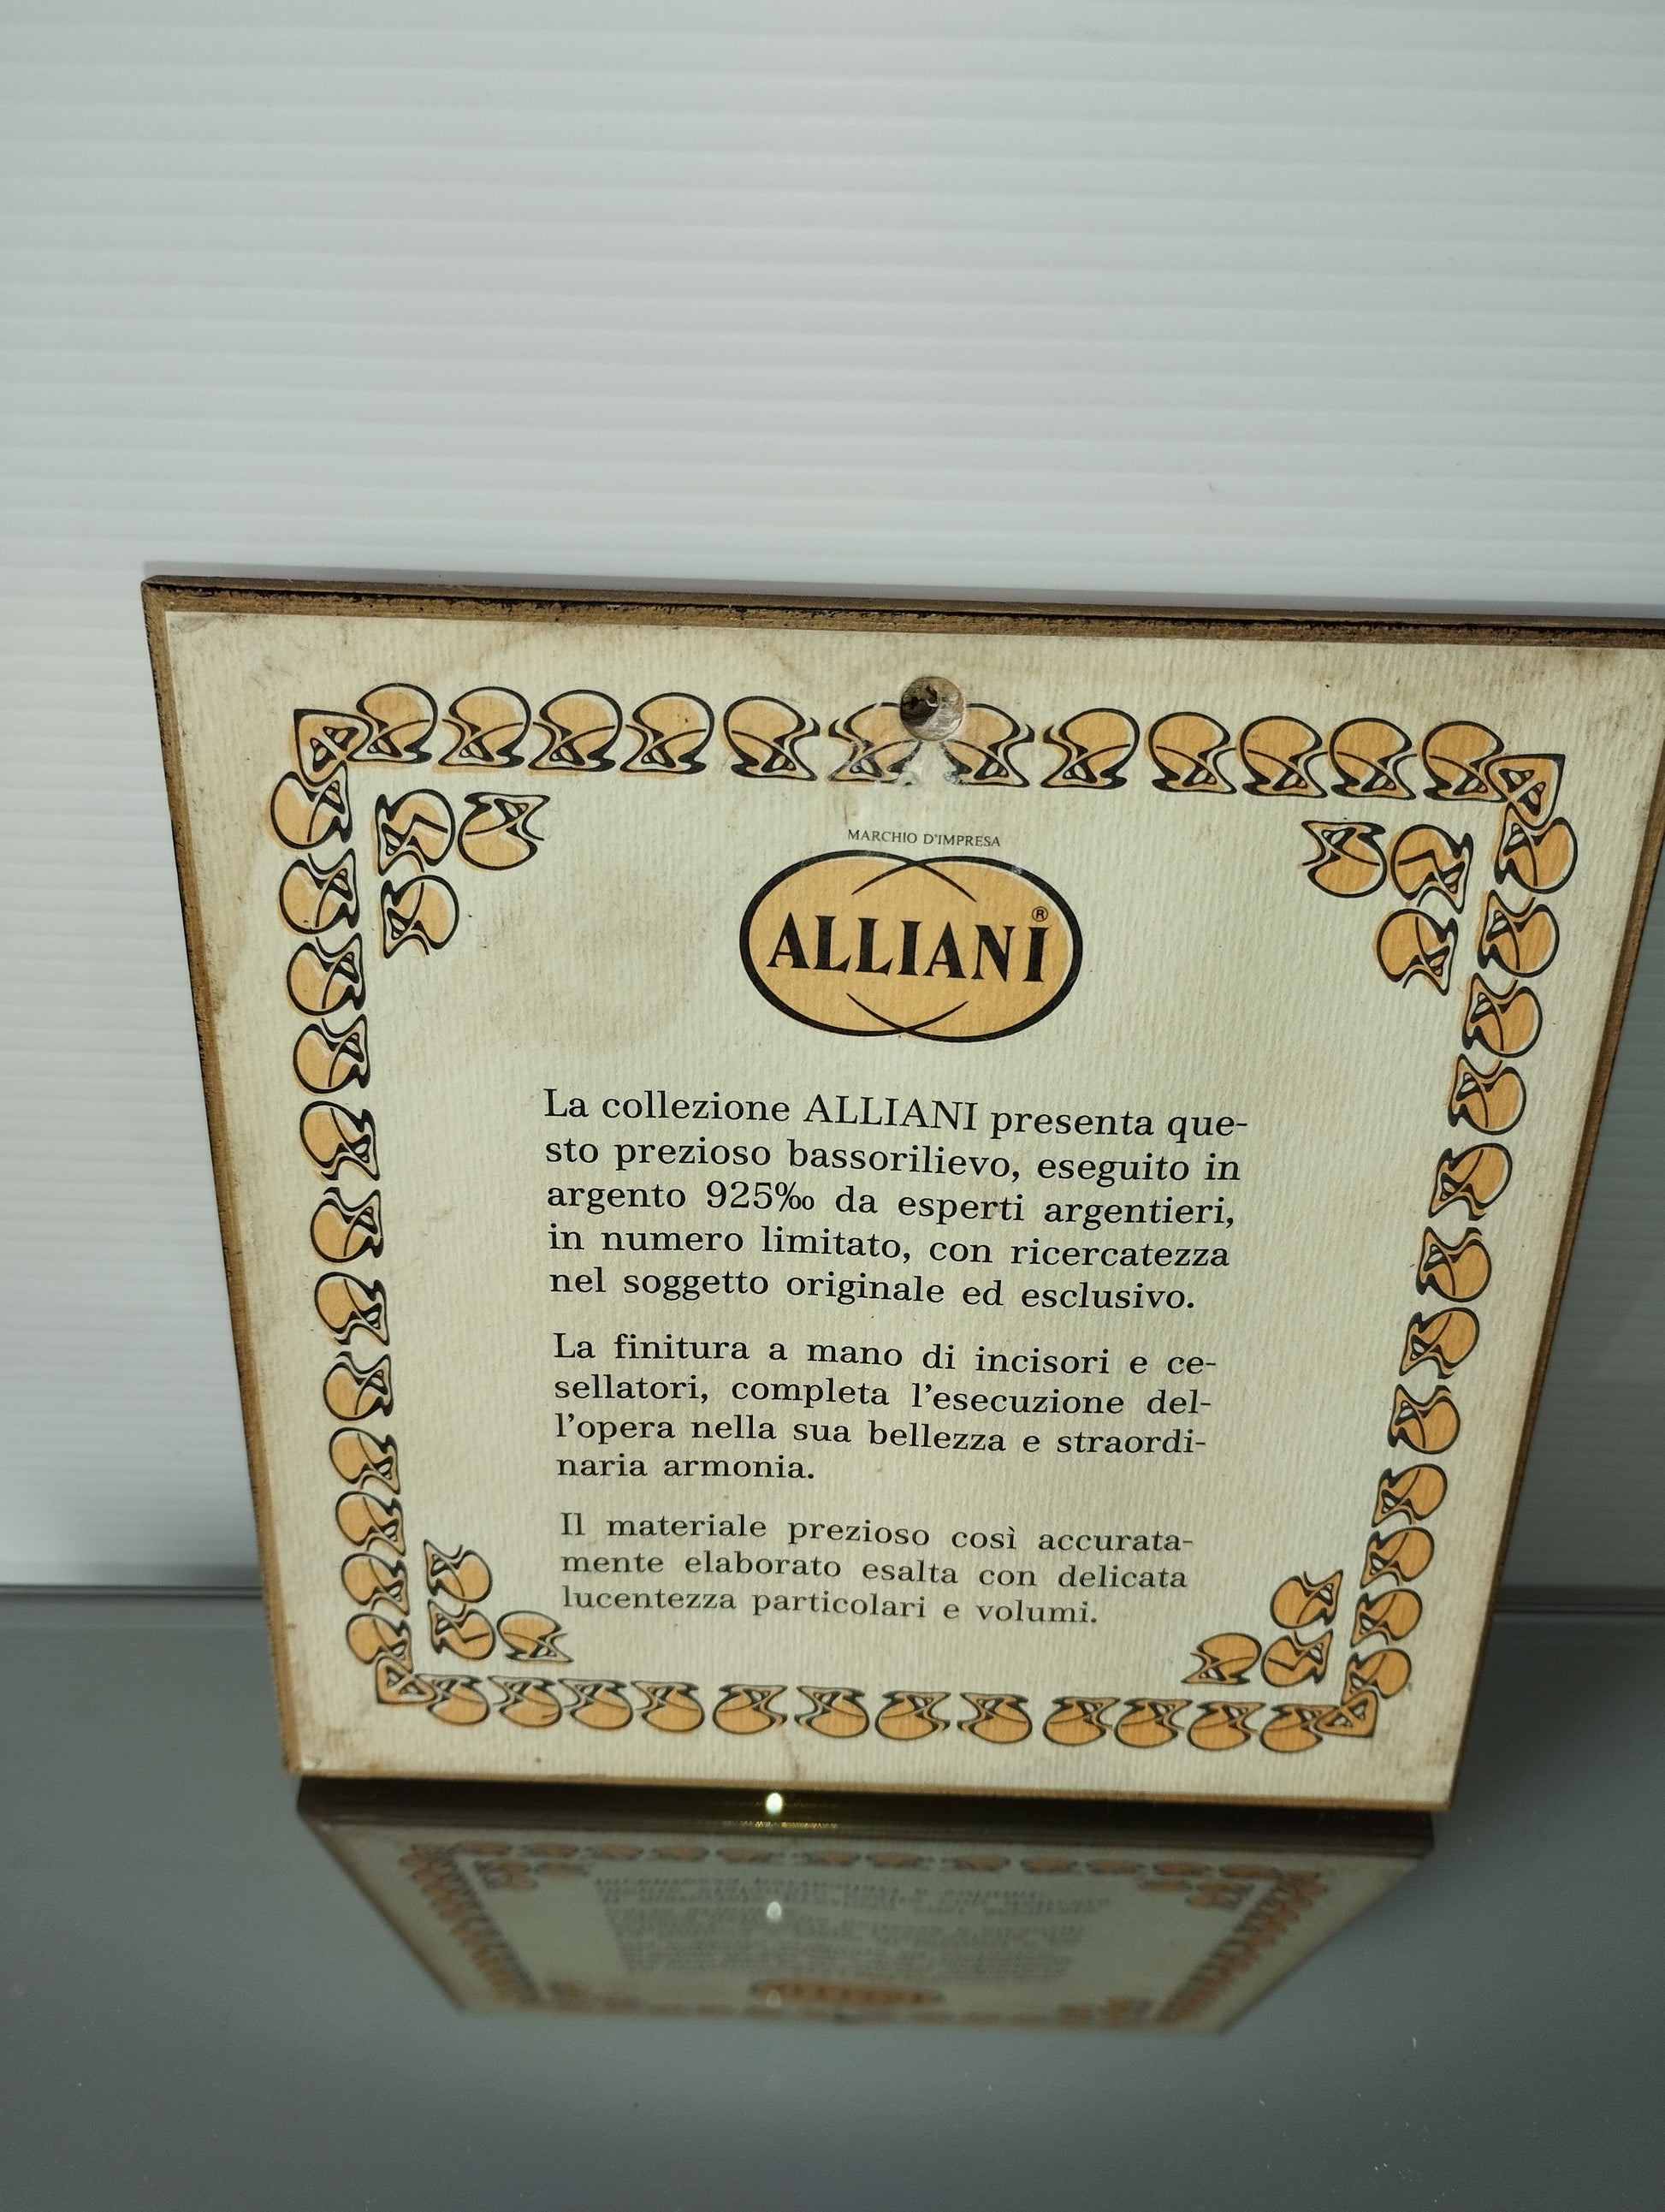 MARCHIO D'IMPRESA
ALLIANI®
La collezione ALLIANI presenta que-
sto prezioso bassorilievo, eseguito in
argento 925‰ da esperti argentieri,
in numero limitato, con ricercatezza
nel soggetto originale ed esclusivo.
La finitura a mano di incisori e ce-
sellatori, completa l'esecuzione del-
l'opera nella sua bellezza e straordi-
naria armonia.
Il materiale prezioso così accurata-
mente elaborato esalta con delicata
lucentezza particolari e volumi.